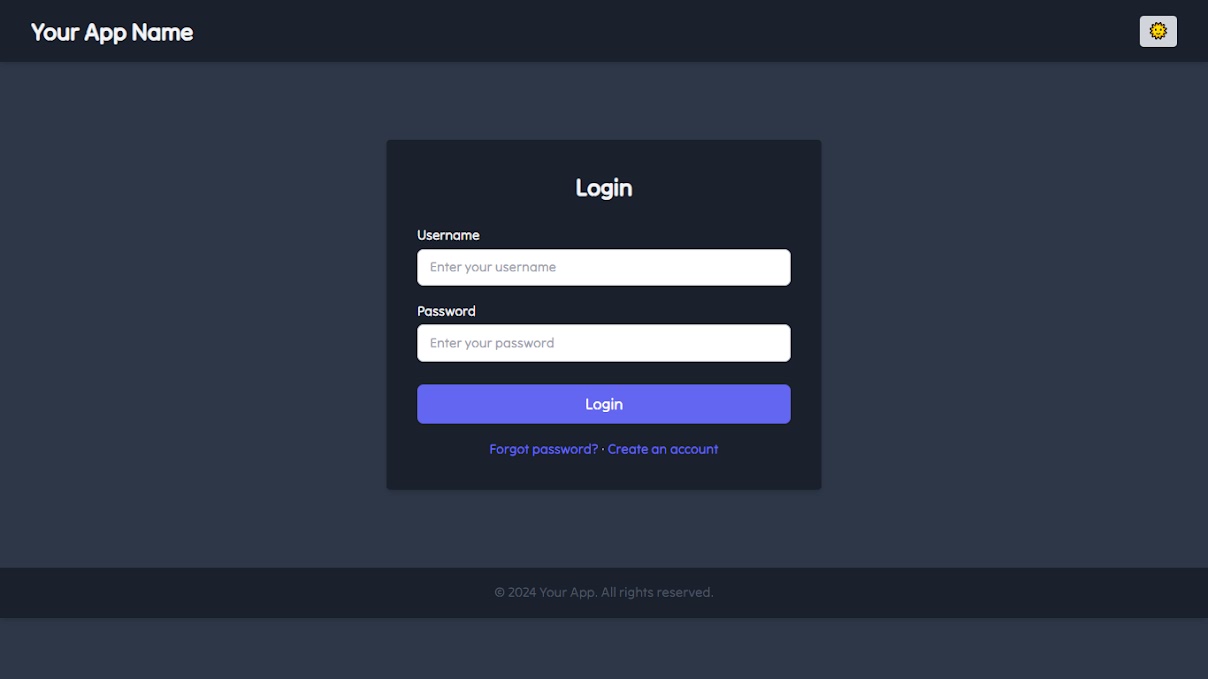 Your App Name
Login
Username
Enter your username
Password
Enter your password
Login
Forgot password? · Create an account
© 2024 Your App. All rights reserved.